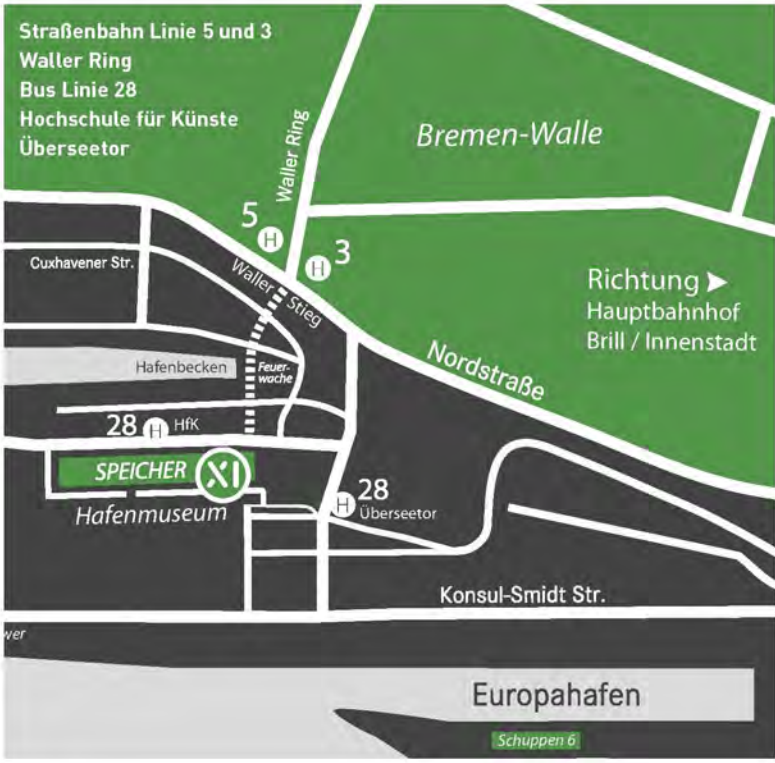 Straßenbahn Linie 5 und 3
Waller Ring
Bus Linie 28
Hochschule für Künste
Überseetor
Waller Ring
Bremen-Walle
5
H
H
3
Cuxhavener Str.
Waller
Stieg
Richtung
Hauptbahnhof
Brill / Innenstadt
Nordstraße
Hafenbecken
Feuer-
wache
28 H HfK
SPEICHER XI
Hafenmuseum
H 28
Überseetor
Konsul-Smidt Str.
wer
Europahafen
Schuppen 6